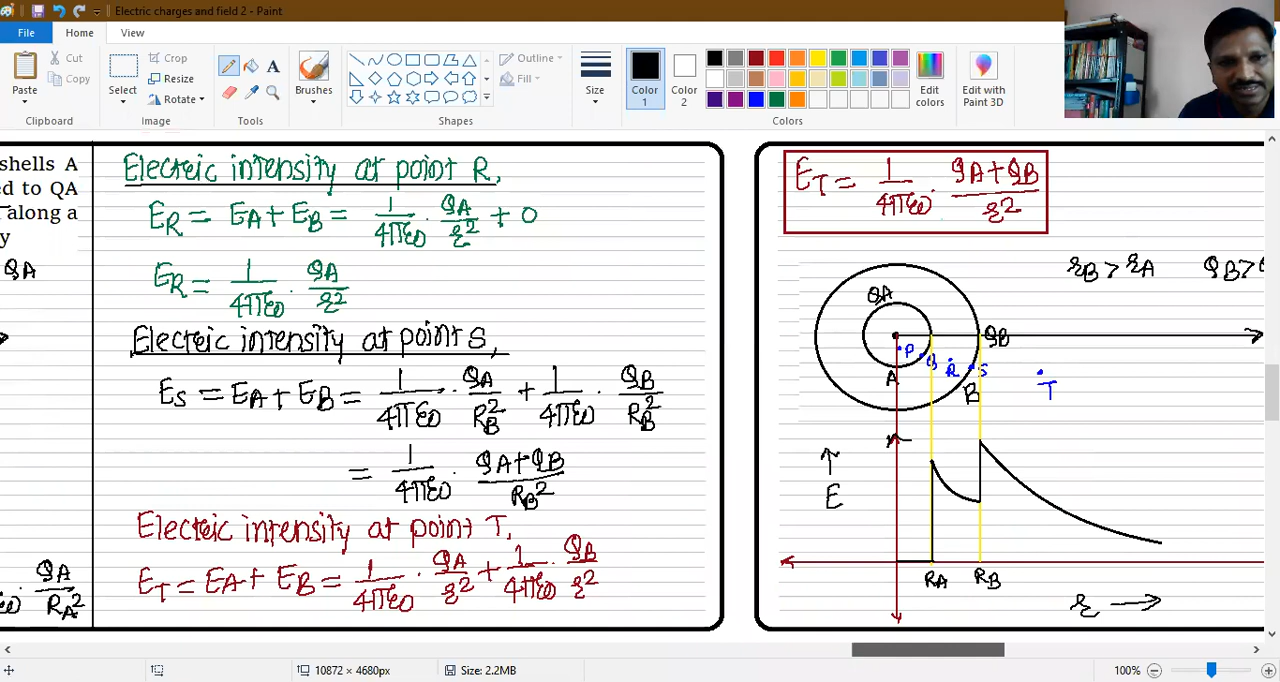 Electric charges and field 2 - Paint
File Home View
Paste Cut Copy Clipboard
Select Crop Resize Rotate Image
Tools
Brushes
Outline Fill Shapes
Size
Color 1 Color 2 Edit colors Edit with Paint 3D Colors
shells A
ed to QA
along a
y
QA
QA
RA²
Electric intensity at point R,
ER = EA + EB = 1/4πε0 . QA/r² + 0
ER = 1/4πε0 . QA/r²
Electric intensity at point S,
ES = EA + EB = 1/4πε0 . QA/RB² + 1/4πε0 . QB/RB²
= 1/4πε0 . QA+QB/RB²
Electric intensity at point T,
ET = EA + EB = 1/4πε0 . QA/r² + 1/4πε0 . QB/r²
ET = 1/4πε0 . QA+QB/r²
rB > rA QB>
QA
QB
P Q R S
A B T
↑
E
RA RB
r →
10872 × 4680px Size: 2.2MB 100%